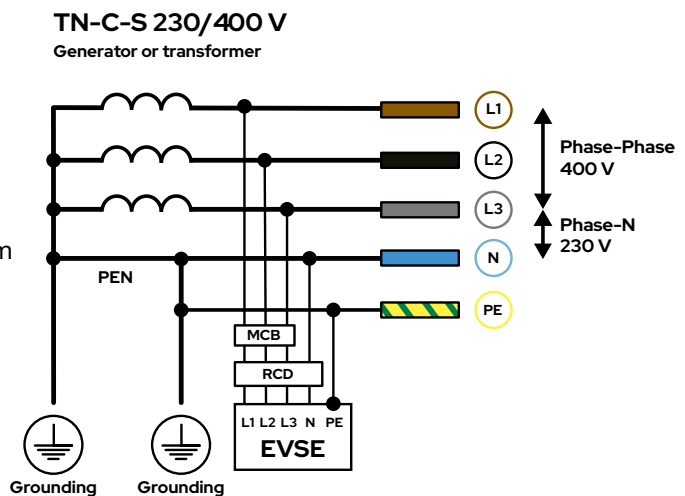 TN-C-S 230/400 V
Generator or transformer
L1
L2
Phase-Phase
400 V
L3
Phase-N
230 V
m
N
PEN
PE
MCB
RCD
L1 L2 L3 N PE
EVSE
Grounding
Grounding